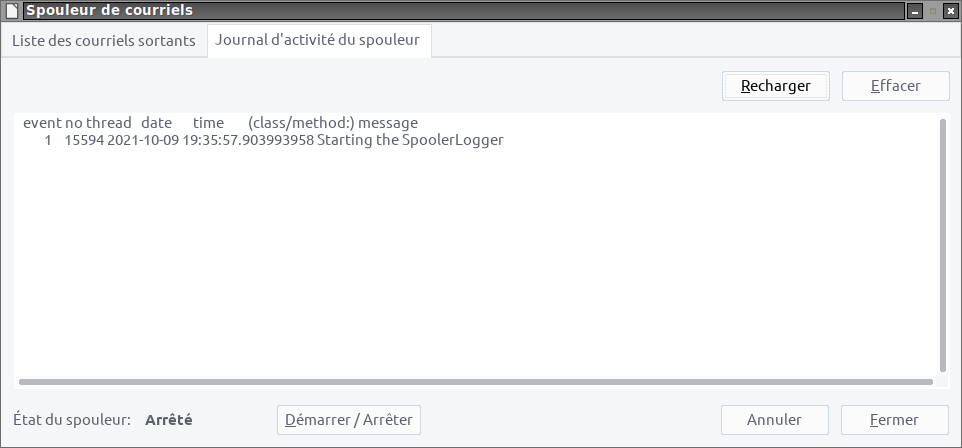 Spouleur de courriels
Liste des courriels sortants
Journal d'activité du spouleur
Recharger
Effacer
event no thread date time (class/method:) message
1 15594 2021-10-09 19:35:57.903993958 Starting the SpoolerLogger
État du spouleur: Arrêté
Démarrer / Arrêter
Annuler
Fermer